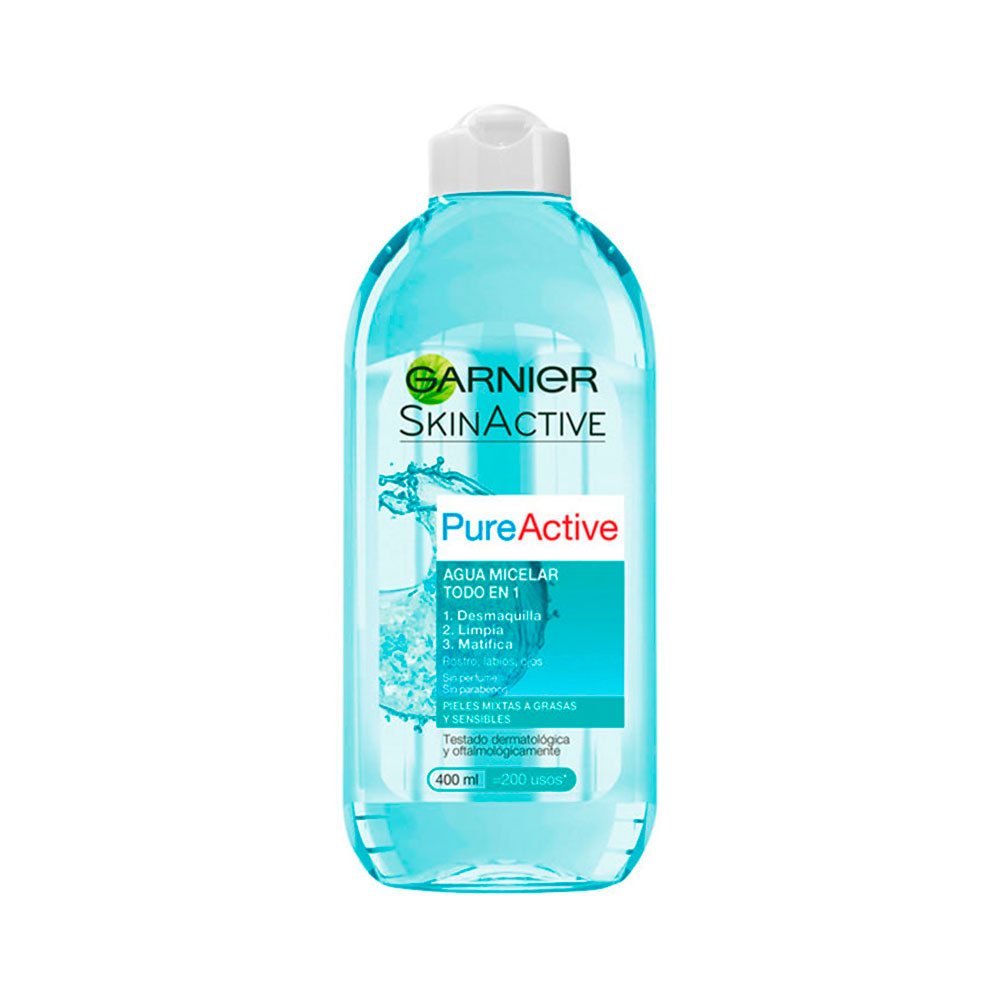 GARNIER
SKINACTIVE
PureActive
AGUA MICELAR
TODO EN 1
1. Desmaquilla
2. Limpia
3. Matifica
Rostro, labios, ojos
Sin perfume
Sin parabenos
PIELES MIXTAS A GRASAS
Y SENSIBLES
Testado dermatológica
y oftalmológicamente
400 ml =200 usos*